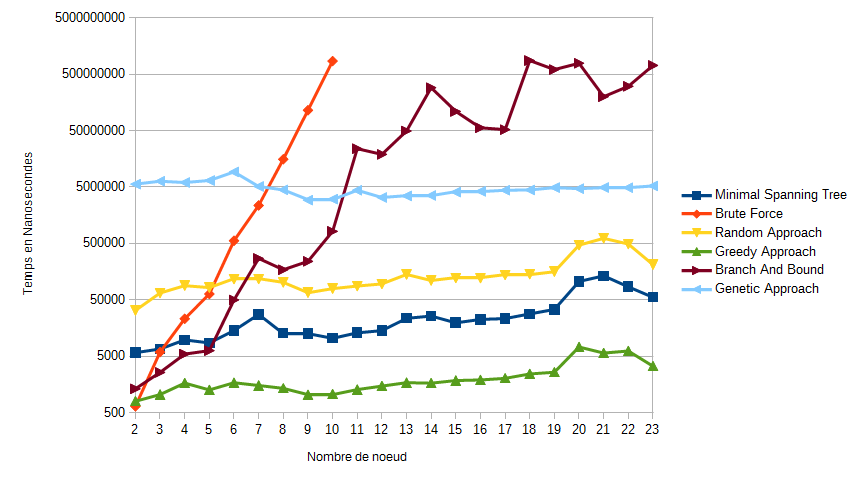 5000000000
500000000
50000000
5000000
500000
50000
5000
500
Temps en Nanosecondes
2 3 4 5 6 7 8 9 10 11 12 13 14 15 16 17 18 19 20 21 22 23
Nombre de noeud
Minimal Spanning Tree
Brute Force
Random Approach
Greedy Approach
Branch And Bound
Genetic Approach